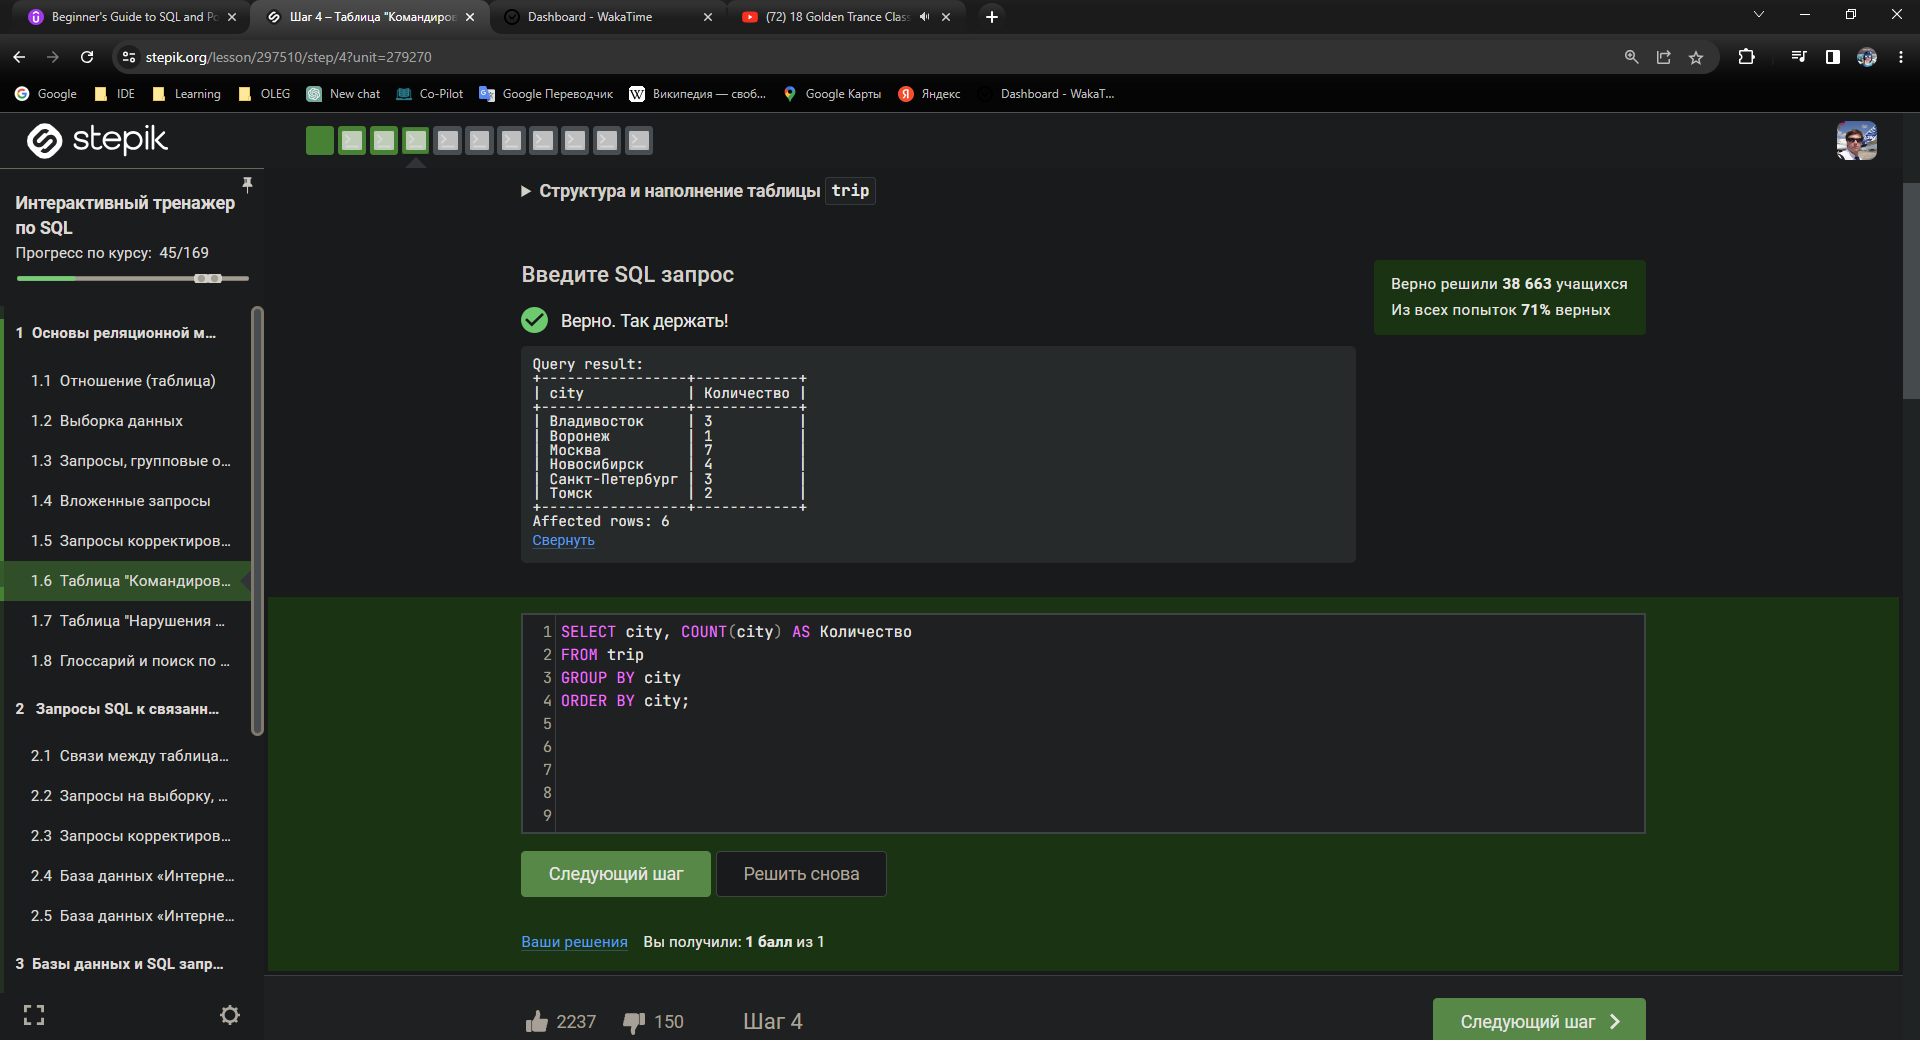 Beginner's Guide to SQL and Po
Шаг 4 – Таблица "Командиров
Dashboard - WakaTime
(72) 18 Golden Trance Clas
stepik.org/lesson/297510/step/4?unit=279270
Google
IDE
Learning
OLEG
New chat
Co-Pilot
Google Переводчик
Википедия — своб...
Google Карты
Яндекс
Dashboard - WakaT...
stepik
Интерактивный тренажер
по SQL
Прогресс по курсу: 45/169
1 Основы реляционной м...
1.1 Отношение (таблица)
1.2 Выборка данных
1.3 Запросы, групповые о...
1.4 Вложенные запросы
1.5 Запросы корректиров...
1.6 Таблица "Командиров...
1.7 Таблица "Нарушения ...
1.8 Глоссарий и поиск по ...
2 Запросы SQL к связанн...
2.1 Связи между таблица...
2.2 Запросы на выборку, ...
2.3 Запросы корректиров...
2.4 База данных «Интерне...
2.5 База данных «Интерне...
3 Базы данных и SQL запр...
Структура и наполнение таблицы trip
Введите SQL запрос
Верно. Так держать!
Верно решили 38 663 учащихся
Из всех попыток 71% верных
Query result:
+-----------------+------------+
| city            | Количество |
+-----------------+------------+
| Владивосток     | 3          |
| Воронеж         | 1          |
| Москва          | 7          |
| Новосибирск     | 4          |
| Санкт-Петербург | 3          |
| Томск           | 2          |
+-----------------+------------+
Affected rows: 6
Свернуть
1 SELECT city, COUNT(city) AS Количество
2 FROM trip
3 GROUP BY city
4 ORDER BY city;
5
6
7
8
9
Следующий шаг
Решить снова
Ваши решения Вы получили: 1 балл из 1
2237
150
Шаг 4
Следующий шаг